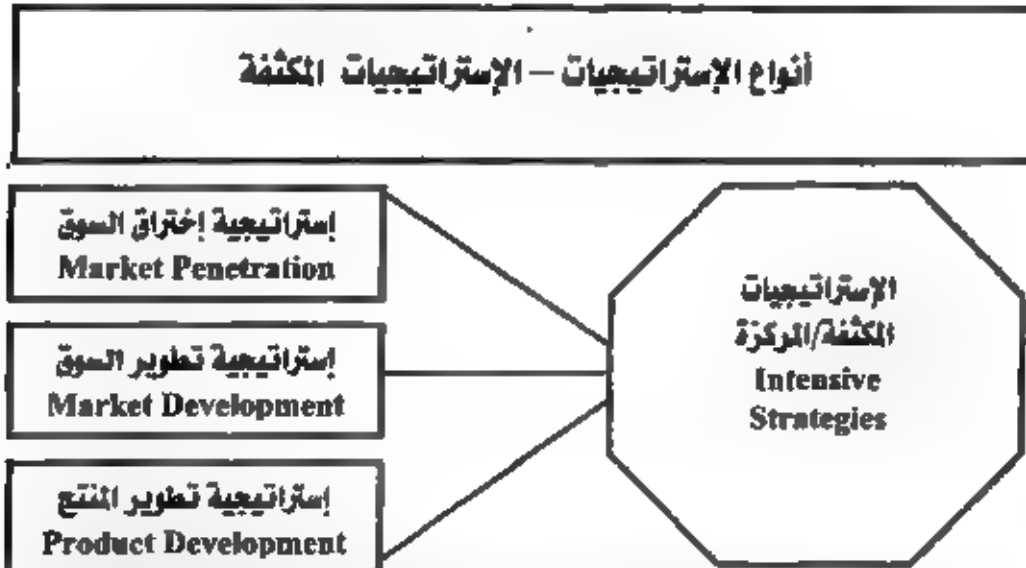 أنواع الإستراتيجيات – الإستراتيجيات المكثفة
الإستراتيجيات
المكثفة/المركزة
Intensive
Strategies
إستراتيجية إختراق السوق
Market Penetration
إستراتيجية تطوير السوق
Market Development
إستراتيجية تطوير المنتج
Product Development